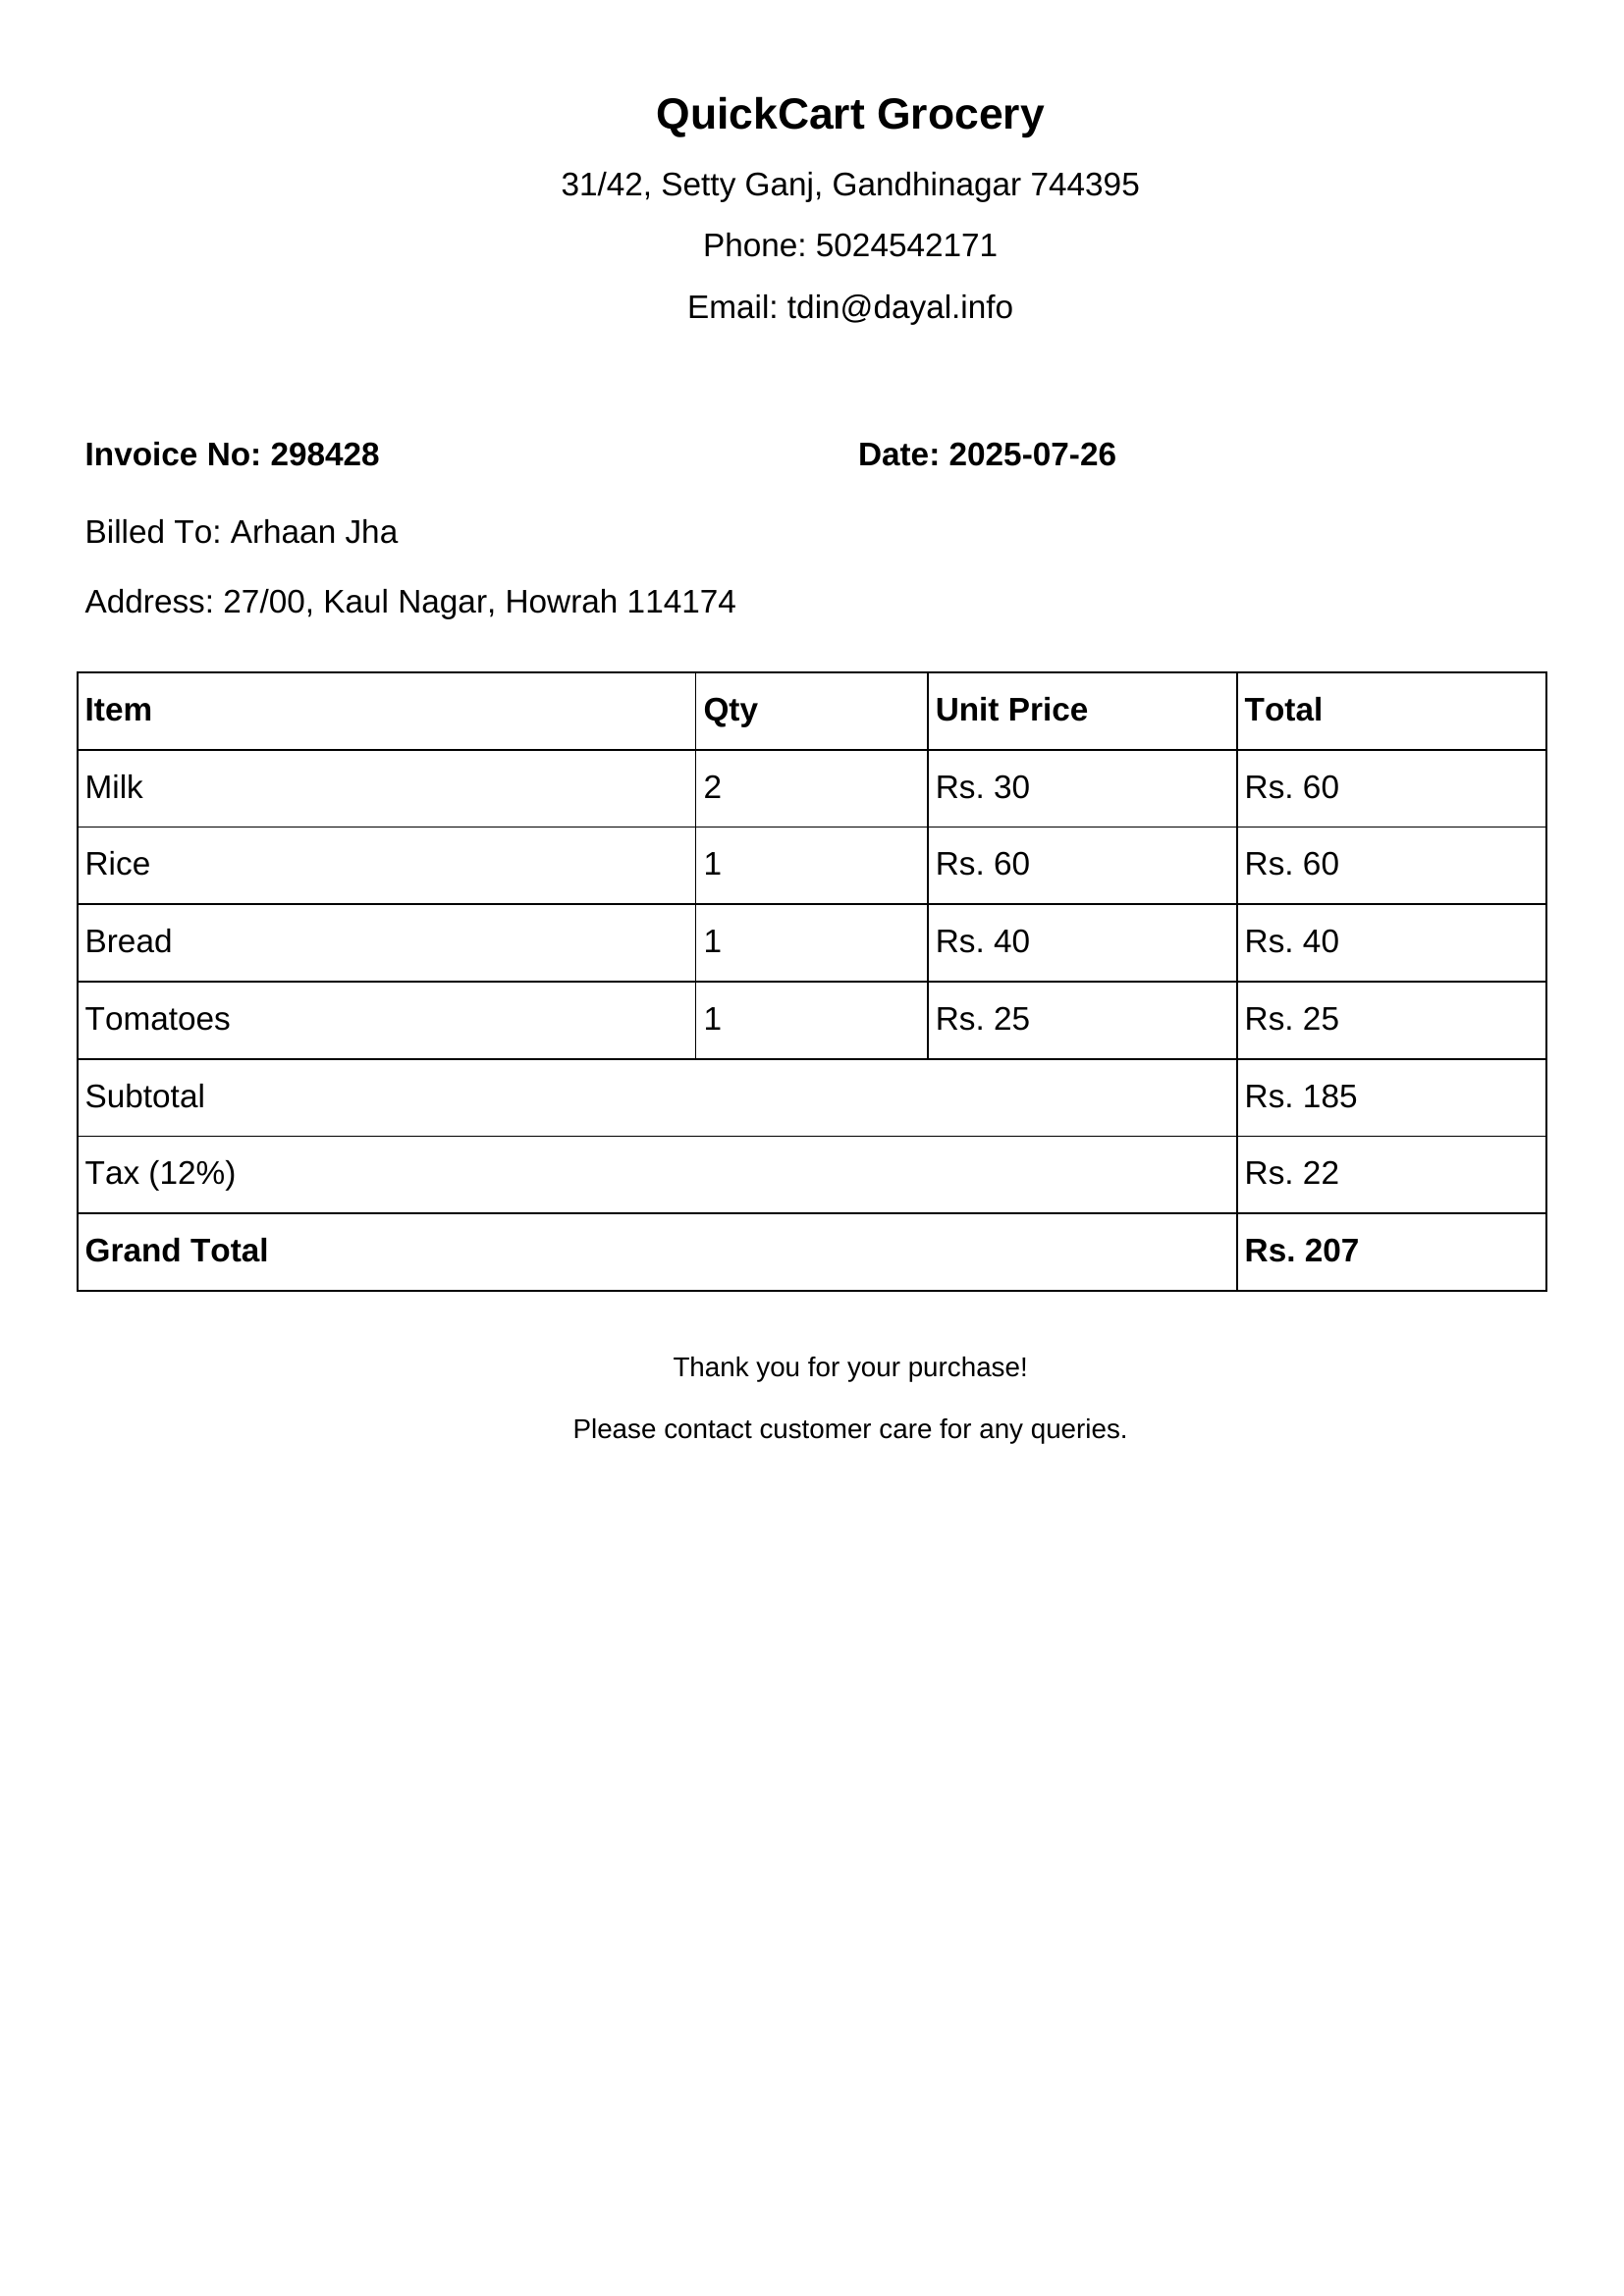 QuickCart Grocery
31/42, Setty Ganj, Gandhinagar 744395
Phone: 5024542171
Email: tdin@dayal.info
Invoice No: 298428 Date: 2025-07-26
Billed To: Arhaan Jha
Address: 27/00, Kaul Nagar, Howrah 114174
Item Qty Unit Price Total
Milk 2 Rs. 30 Rs. 60
Rice 1 Rs. 60 Rs. 60
Bread 1 Rs. 40 Rs. 40
Tomatoes 1 Rs. 25 Rs. 25
Subtotal Rs. 185
Tax (12%) Rs. 22
Grand Total Rs. 207
Thank you for your purchase!
Please contact customer care for any queries.